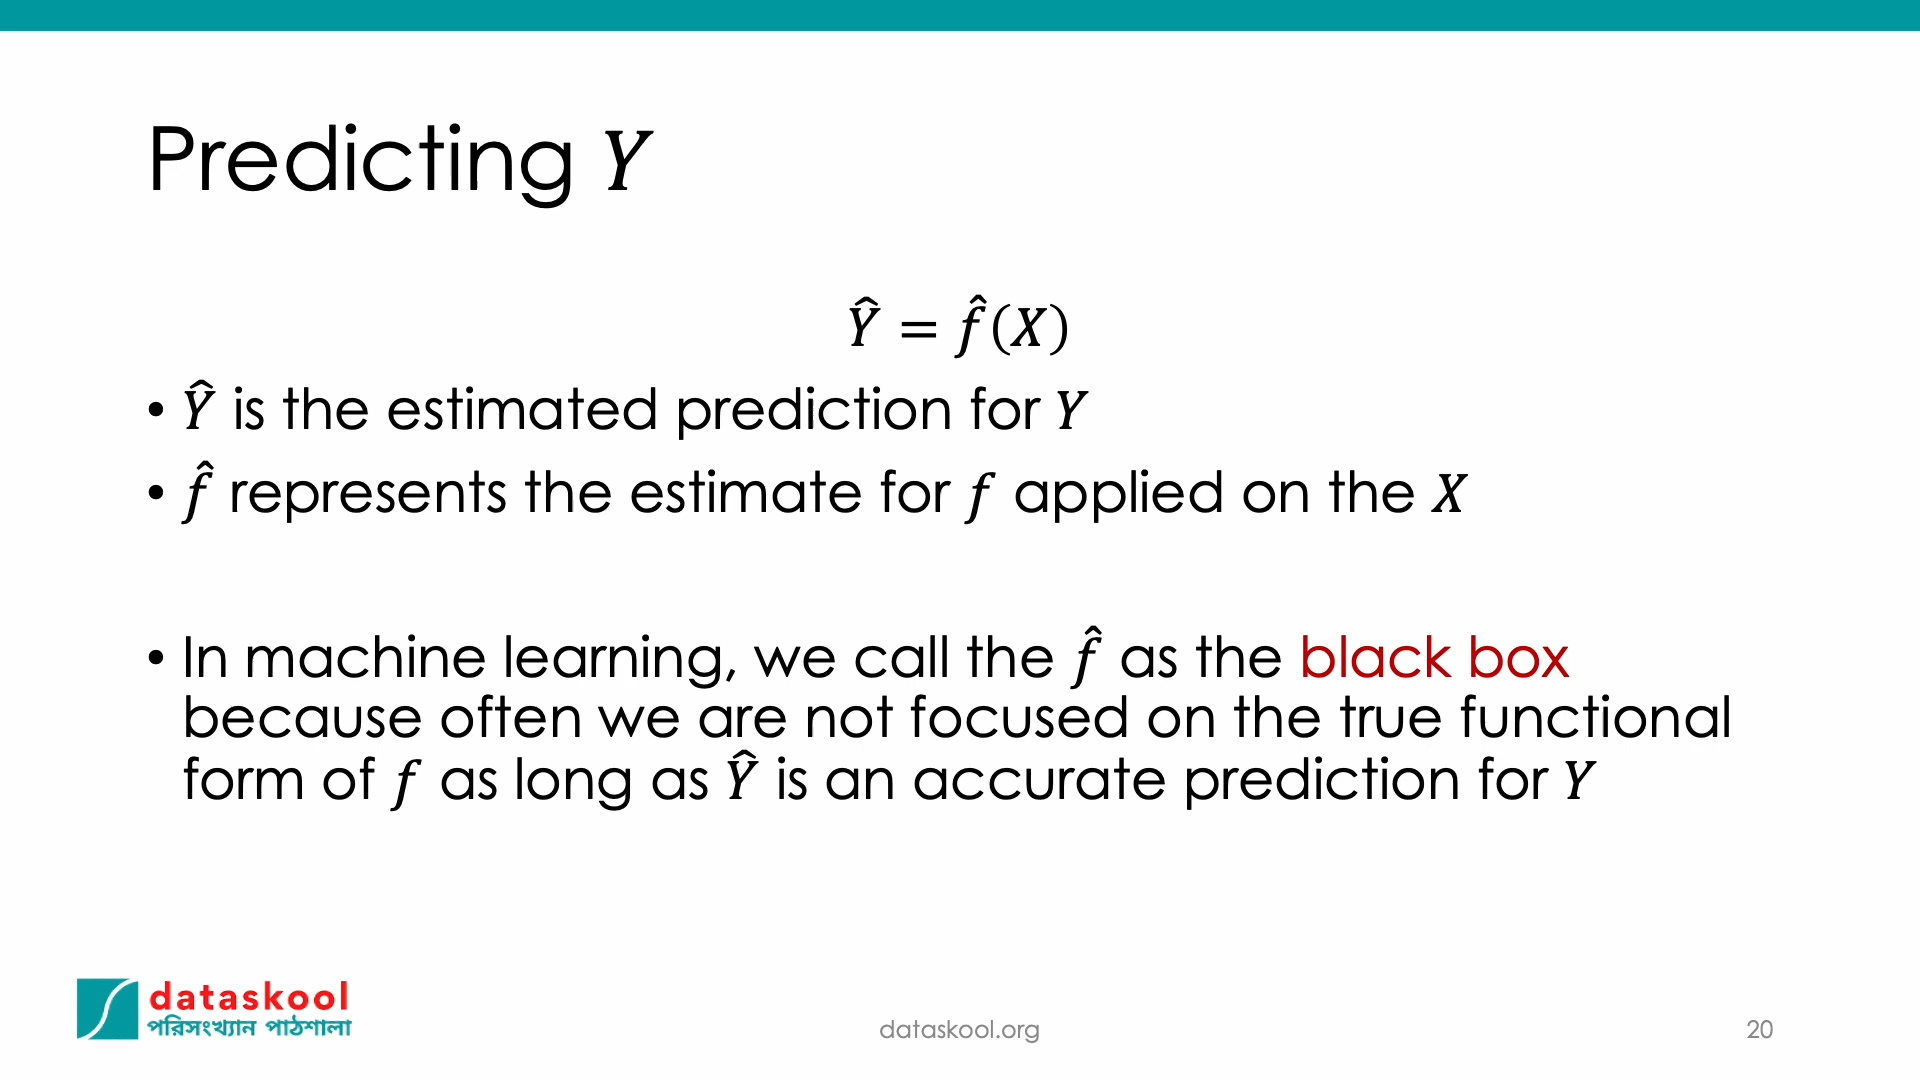 Predicting Y
Ŷ = f̂(X)
• Ŷ is the estimated prediction for Y
• f̂ represents the estimate for f applied on the X
• In machine learning, we call the f̂ as the black box
because often we are not focused on the true functional
form of f as long as Ŷ is an accurate prediction for Y
dataskool
পরিসংখ্যান পাঠশালা
dataskool.org
20